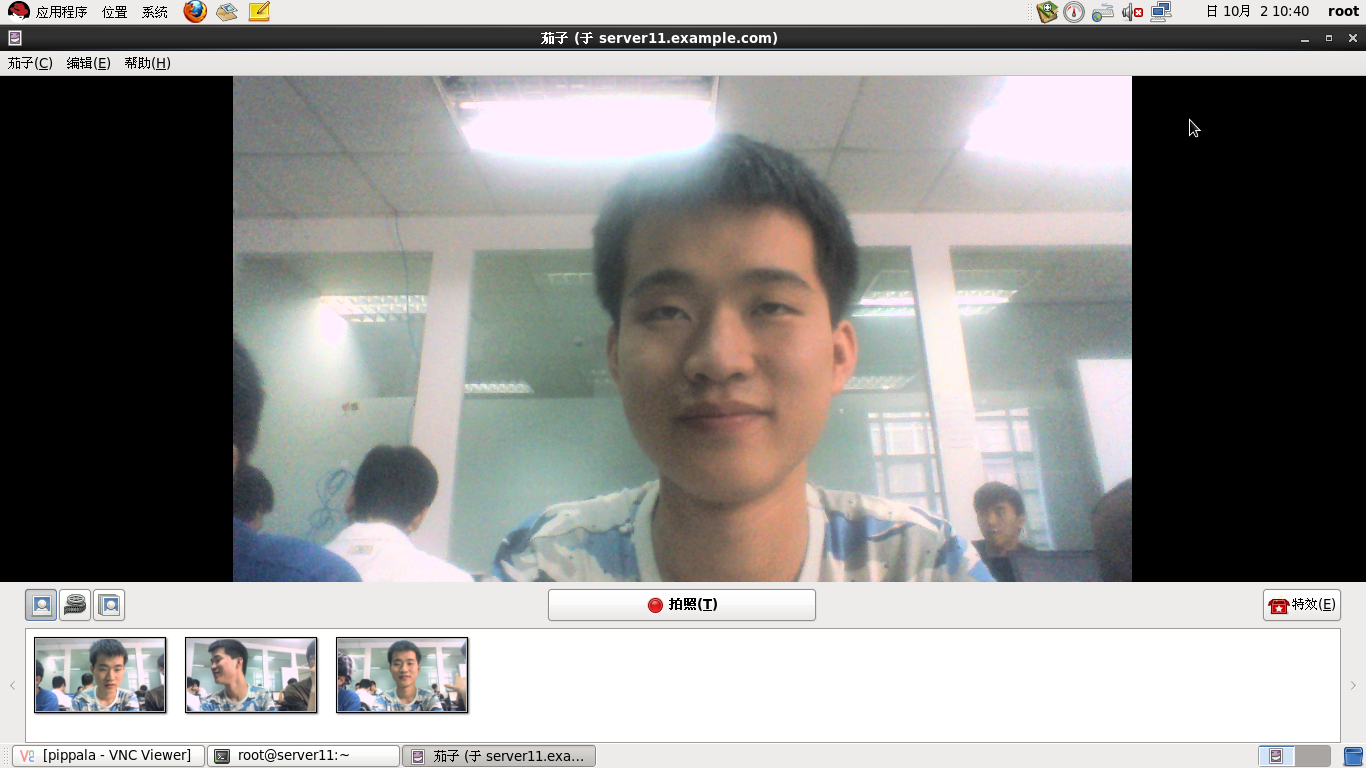 应用程序 位置 系统 日 10月 2 10:40 root
茄子 (于 server11.example.com)
茄子(C) 编辑(E) 帮助(H)
拍照(T) 特效(E)
[pippala - VNC Viewer] root@server11:~ 茄子 (于 server11.exa...